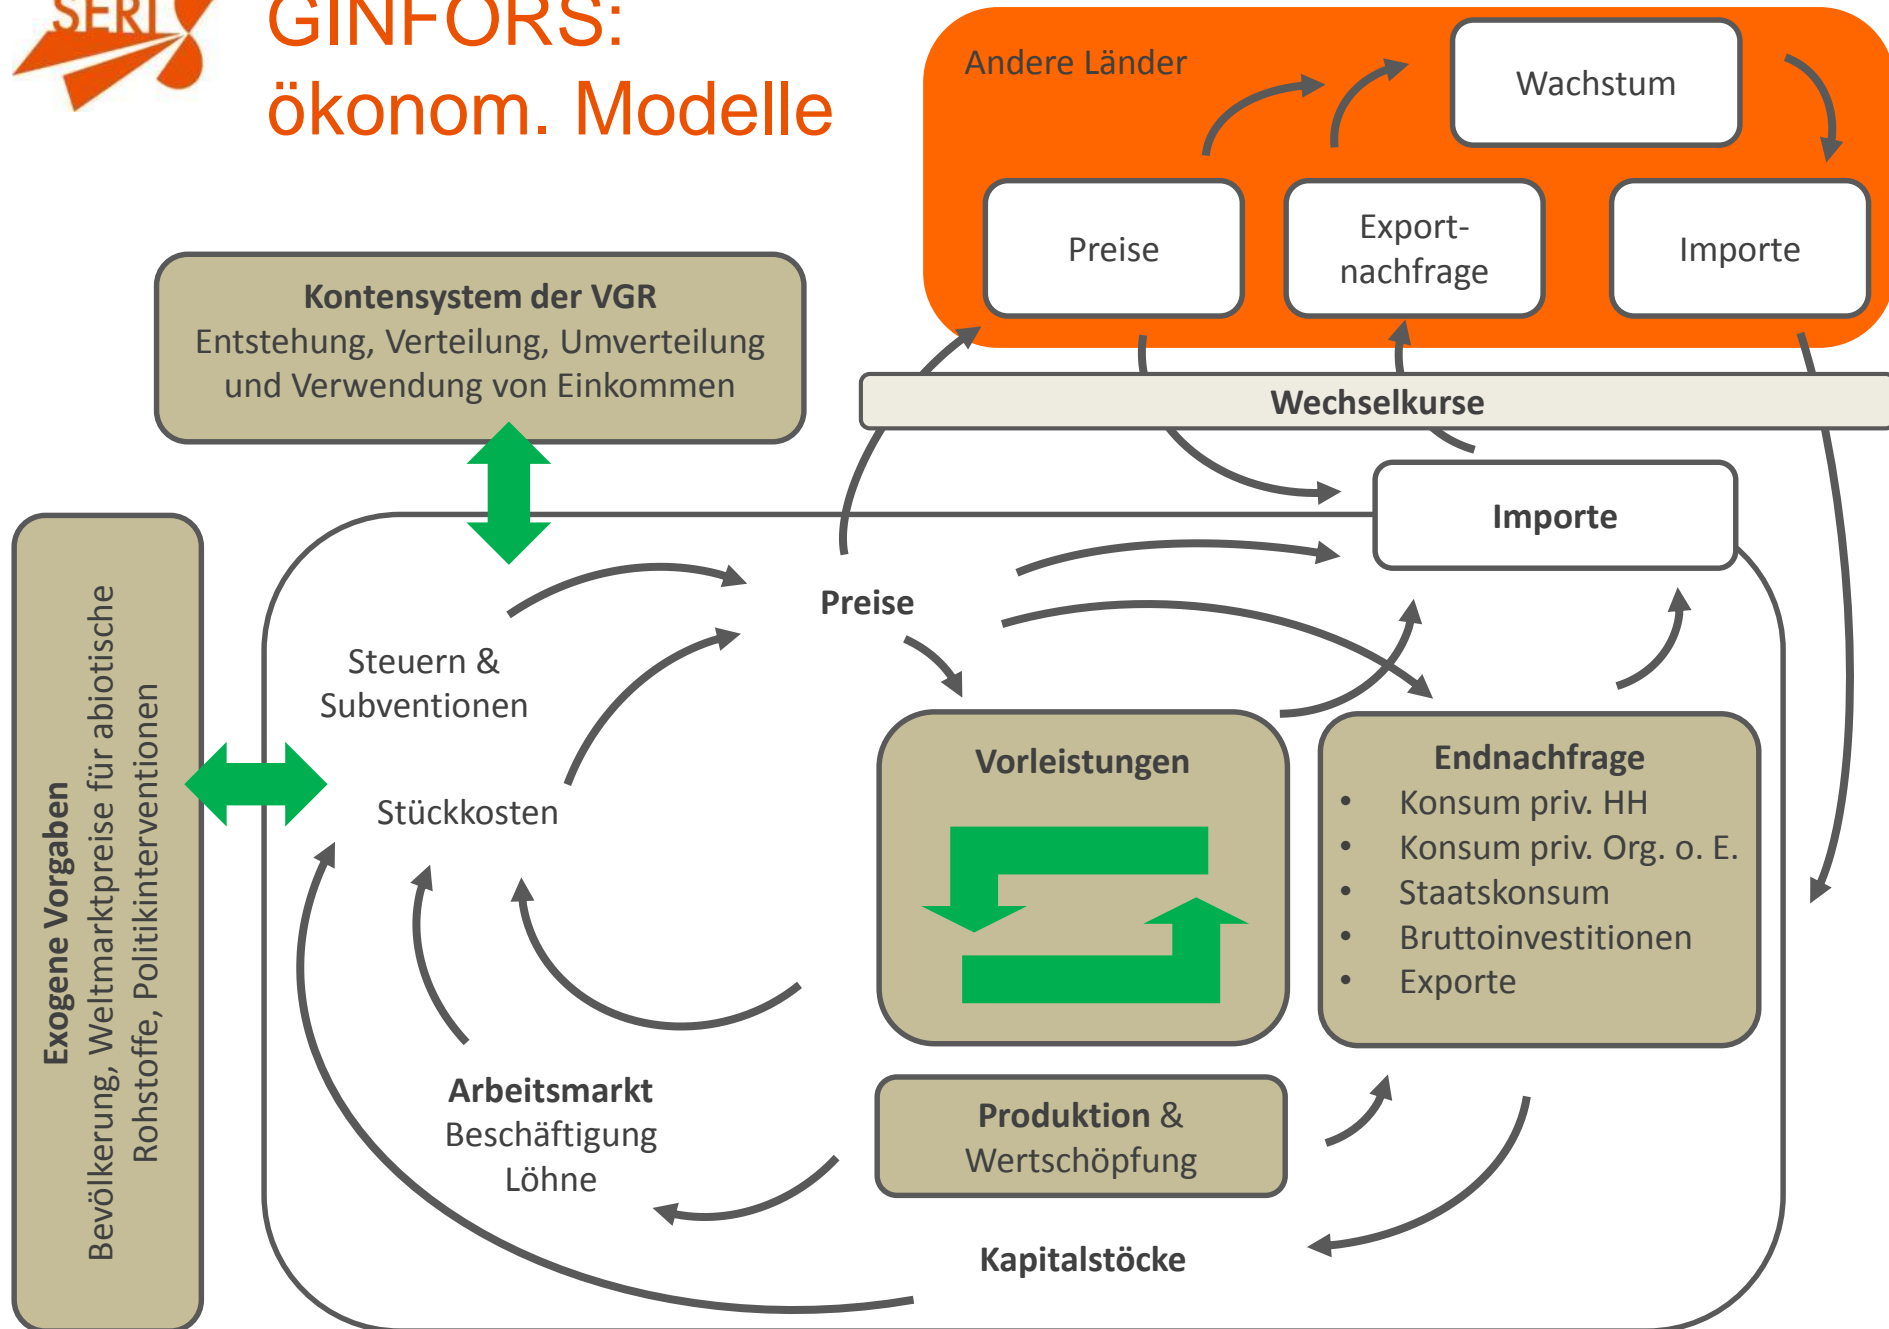 SERI
GINFORS:
ökonom. Modelle
Andere Länder
Wachstum
Preise
Export-
nachfrage
Importe
Kontensystem der VGR
Entstehung, Verteilung, Umverteilung
und Verwendung von Einkommen
Wechselkurse
Importe
Exogene Vorgaben
Bevölkerung, Weltmarktpreise für abiotische
Rohstoffe, Politikinterventionen
Preise
Steuern &
Subventionen
Stückkosten
Vorleistungen
Endnachfrage
• Konsum priv. HH
• Konsum priv. Org. o. E.
• Staatskonsum
• Bruttoinvestitionen
• Exporte
Arbeitsmarkt
Beschäftigung
Löhne
Produktion &
Wertschöpfung
Kapitalstöcke